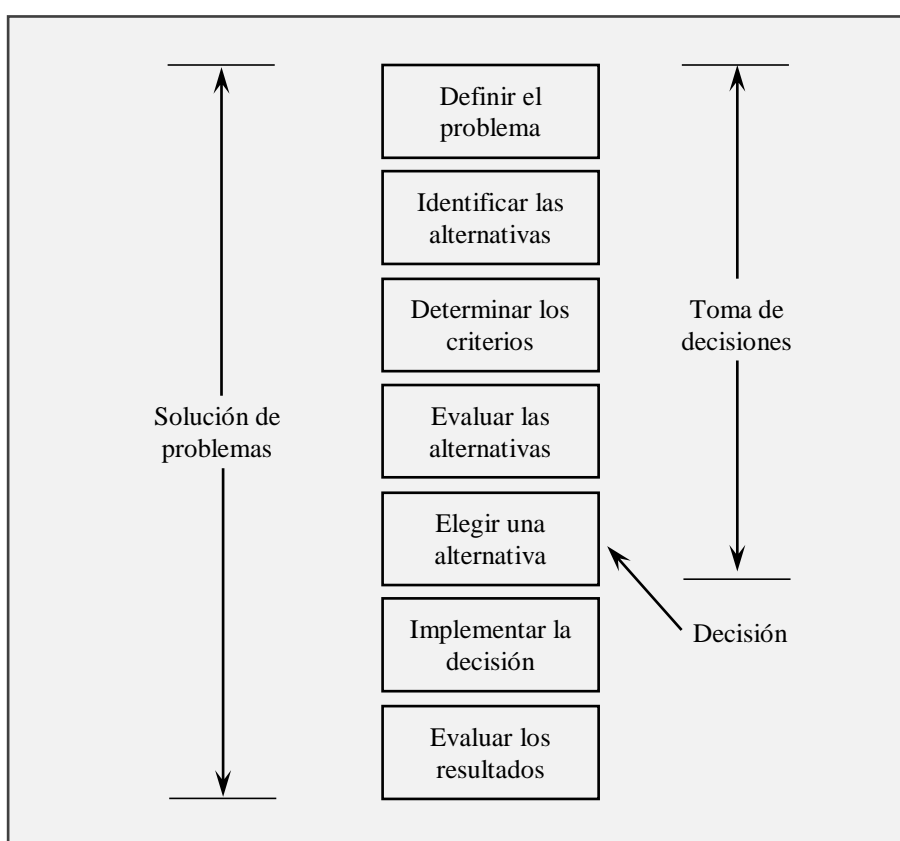 Definir el
problema
Identificar las
alternativas
Determinar los
criterios
Evaluar las
alternativas
Elegir una
alternativa
Implementar la
decisión
Evaluar los
resultados
Solución de
problemas
Toma de
decisiones
Decisión